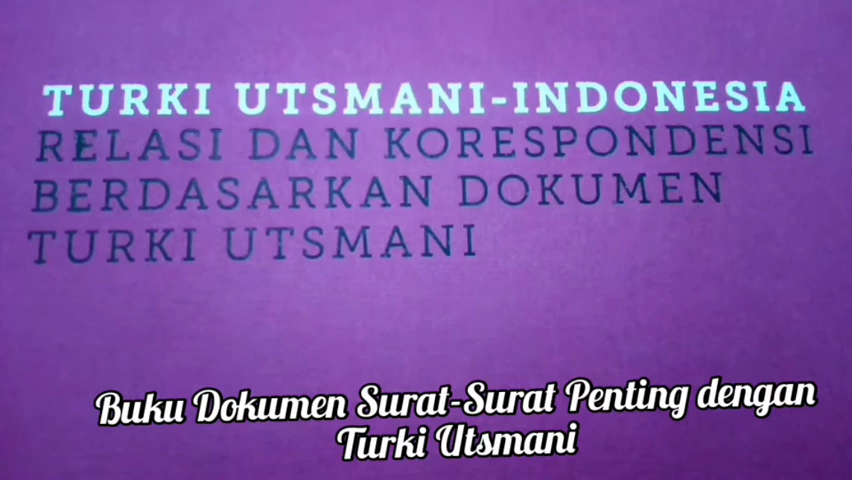 TURKI UTSMANI-INDONESIA
RELASI DAN KORESPONDENSI
BERDASARKAN DOKUMEN
TURKI UTSMANI
Buku Dokumen Surat-Surat Penting dengan
Turki Utsmani